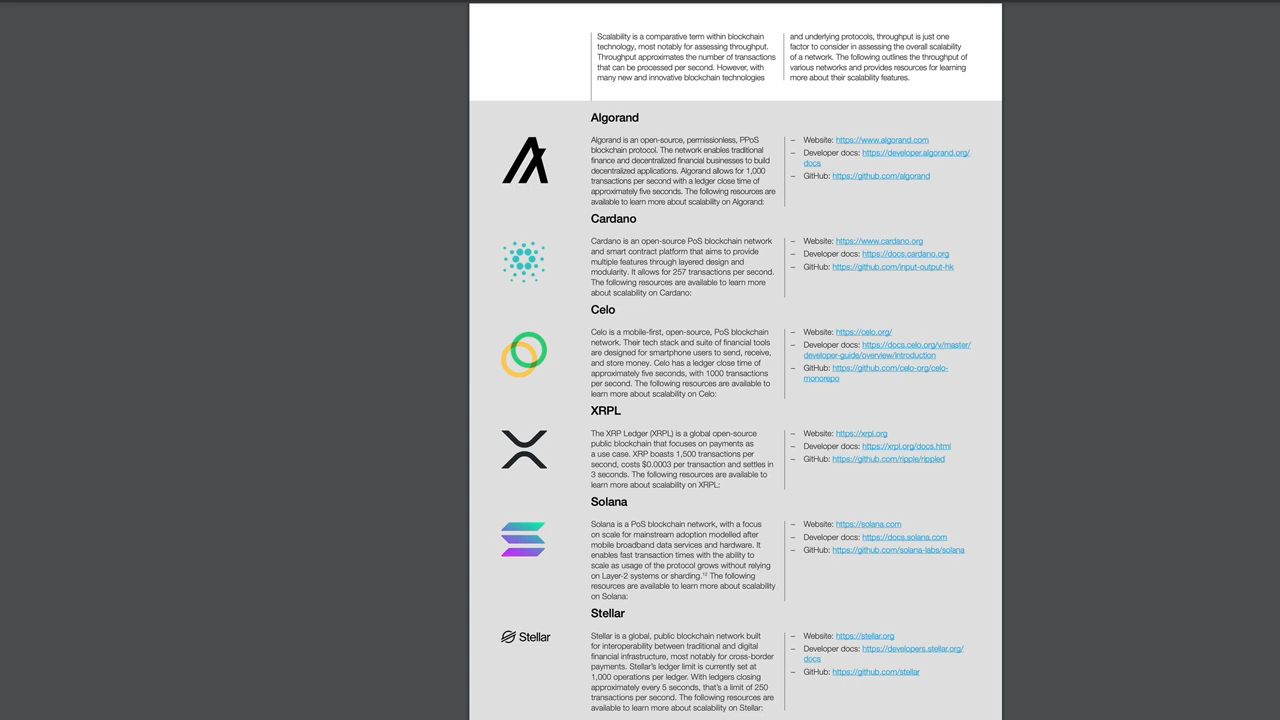 Scalability is a comparative term within blockchain
technology, most notably for assessing throughput.
Throughput approximates the number of transactions
that can be processed per second. However, with
many new and innovative blockchain technologies
and underlying protocols, throughput is just one
factor to consider in assessing the overall scalability
of a network. The following outlines the throughput of
various networks and provides resources for learning
more about their scalability features.
Algorand
Algorand is an open-source, permissionless, PPoS
blockchain protocol. The network enables traditional
finance and decentralized financial businesses to build
decentralized applications. Algorand allows for 1,000
transactions per second with a ledger close time of
approximately five seconds. The following resources are
available to learn more about scalability on Algorand:
– Website: https://www.algorand.com
– Developer docs: https://developer.algorand.org/
docs
– GitHub: https://github.com/algorand
Cardano
Cardano is an open-source PoS blockchain network
and smart contract platform that aims to provide
multiple features through layered design and
modularity. It allows for 257 transactions per second.
The following resources are available to learn more
about scalability on Cardano:
– Website: https://www.cardano.org
– Developer docs: https://docs.cardano.org
– GitHub: https://github.com/input-output-hk
Celo
Celo is a mobile-first, open-source, PoS blockchain
network. Their tech stack and suite of financial tools
are designed for smartphone users to send, receive,
and store money. Celo has a ledger close time of
approximately five seconds, with 1000 transactions
per second. The following resources are available to
learn more about scalability on Celo:
– Website: https://celo.org/
– Developer docs: https://docs.celo.org/v/master/
developer-guide/overview/introduction
– GitHub: https://github.com/celo-org/celo-
monorepo
XRPL
The XRP Ledger (XRPL) is a global open-source
public blockchain that focuses on payments as
a use case. XRP boasts 1,500 transactions per
second, costs $0.0003 per transaction and settles in
3 seconds. The following resources are available to
learn more about scalability on XRPL:
– Website: https://xrpl.org
– Developer docs: https://xrpl.org/docs.html
– GitHub: https://github.com/ripple/rippled
Solana
Solana is a PoS blockchain network, with a focus
on scale for mainstream adoption modelled after
mobile broadband data services and hardware. It
enables fast transaction times with the ability to
scale as usage of the protocol grows without relying
on Layer-2 systems or sharding.¹² The following
resources are available to learn more about scalability
on Solana:
– Website: https://solana.com
– Developer docs: https://docs.solana.com
– GitHub: https://github.com/solana-labs/solana
Stellar
Stellar
Stellar is a global, public blockchain network built
for interoperability between traditional and digital
financial infrastructure, most notably for cross-border
payments. Stellar's ledger limit is currently set at
1,000 operations per ledger. With ledgers closing
approximately every 5 seconds, that's a limit of 250
transactions per second. The following resources are
available to learn more about scalability on Stellar:
– Website: https://stellar.org
– Developer docs: https://developers.stellar.org/
docs
– GitHub: https://github.com/stellar